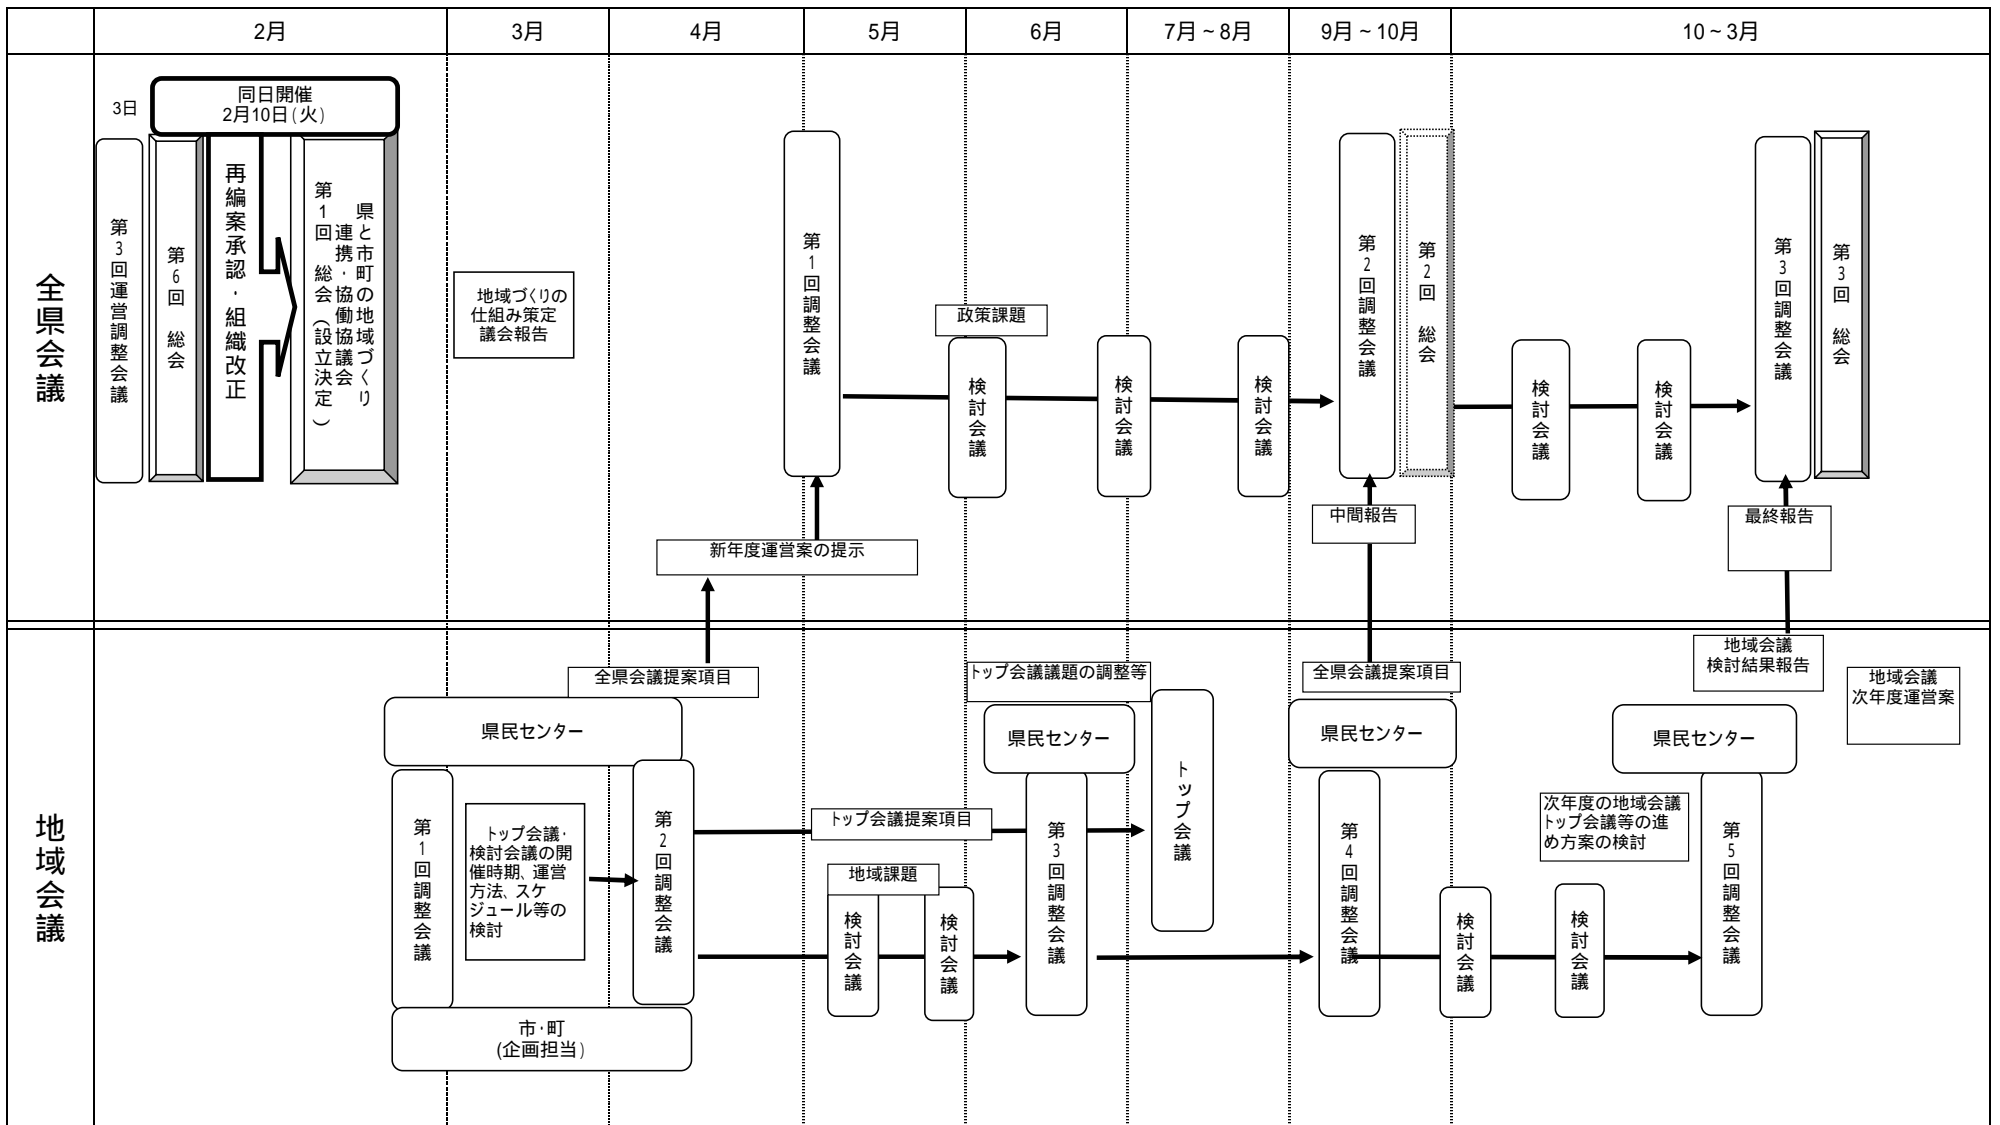 2月
3月
4月
5月
6月
7月~8月
9月~10月
10~3月
全県会議
3日
同日開催
2月10日(火)
第3回運営調整会議
第6回 総会
再編案承認・組織改正
県と市町の地域づくり
連携・協働協議会
第1回 総会(設立決定)
地域づくりの
仕組み策定
議会報告
第1回調整会議
政策課題
検討会議
検討会議
検討会議
第2回調整会議
第2回 総会
検討会議
検討会議
第3回調整会議
第3回 総会
新年度運営案の提示
中間報告
最終報告
地域会議
全県会議提案項目
トップ会議議題の調整等
全県会議提案項目
地域会議
検討結果報告
地域会議
次年度運営案
県民センター
県民センター
県民センター
県民センター
第1回調整会議
トップ会議・
検討会議の開
催時期、運営
方法、スケ
ジュール等の
検討
第2回調整会議
トップ会議提案項目
地域課題
検討会議
検討会議
第3回調整会議
トップ会議
第4回調整会議
検討会議
次年度の地域会議
トップ会議等の進
め方案の検討
検討会議
第5回調整会議
市・町
(企画担当)